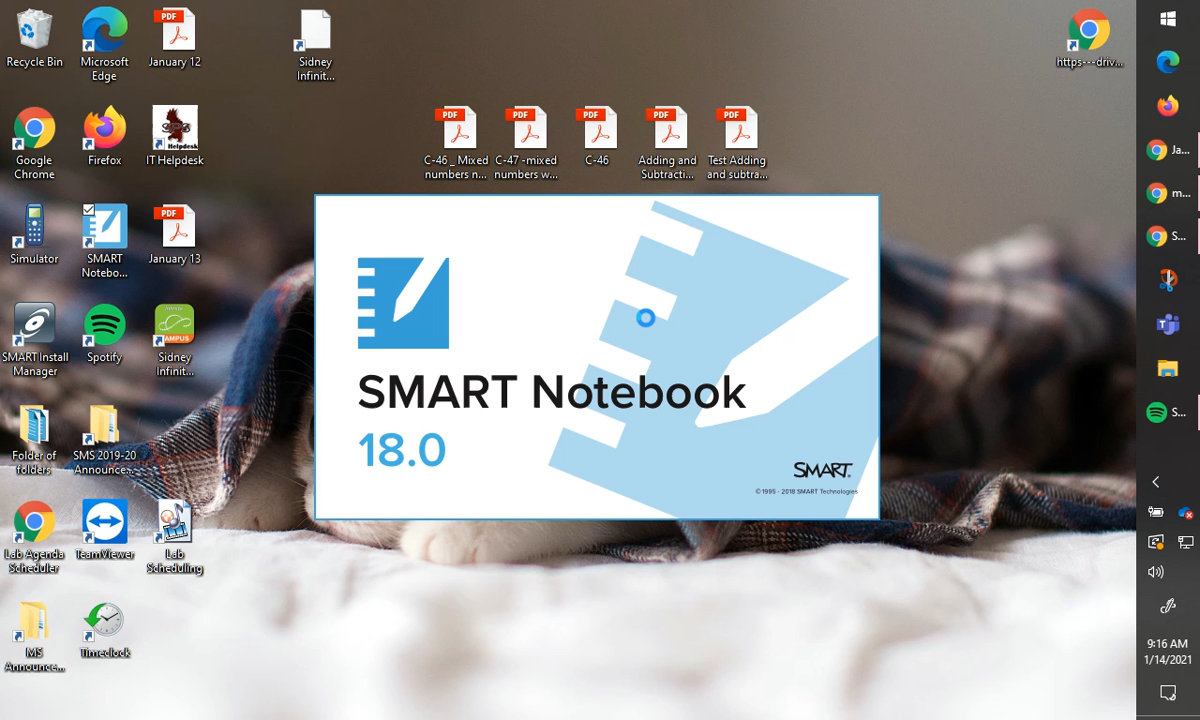 Recycle Bin
Microsoft
Edge
PDF
January 12
Sidney
Infinit...
https---driv...
Google
Chrome
Firefox
Helpdesk
IT Helpdesk
PDF
C-46 _ Mixed
numbers n...
PDF
C-47 -mixed
numbers w...
PDF
C-46
PDF
Adding and
Subtracti...
PDF
Test Adding
and subtra...
Simulator
SMART
Notebo...
PDF
January 13
SMART Install
Manager
Spotify
CAMPUS
Sidney
Infinit...
Folder of
folders
SMS 2019-20
Announce...
Lab Agenda
Scheduler
TeamViewer
Lab
Scheduling
MS
Announce...
Timeclock
SMART Notebook
18.0
SMART
© 1995 - 2018 SMART Technologies
Ja...
m...
S...
S...
9:16 AM
1/14/2021